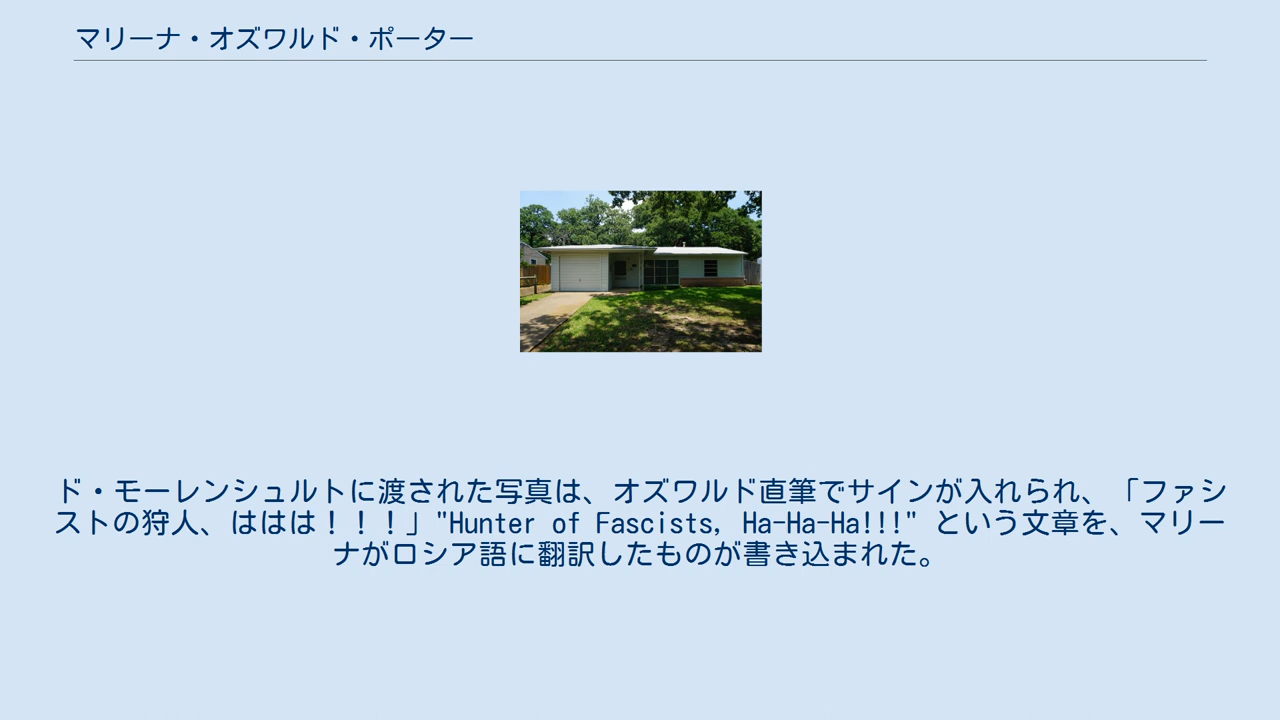 マリーナ・オズワルド・ポーター
ド・モーレンシュルトに渡された写真は、オズワルド直筆でサインが入れられ、「ファシ
ストの狩人、ははは！！！」"Hunter of Fascists, Ha-Ha-Ha!!!" という文章を、マリー
ナがロシア語に翻訳したものが書き込まれた。